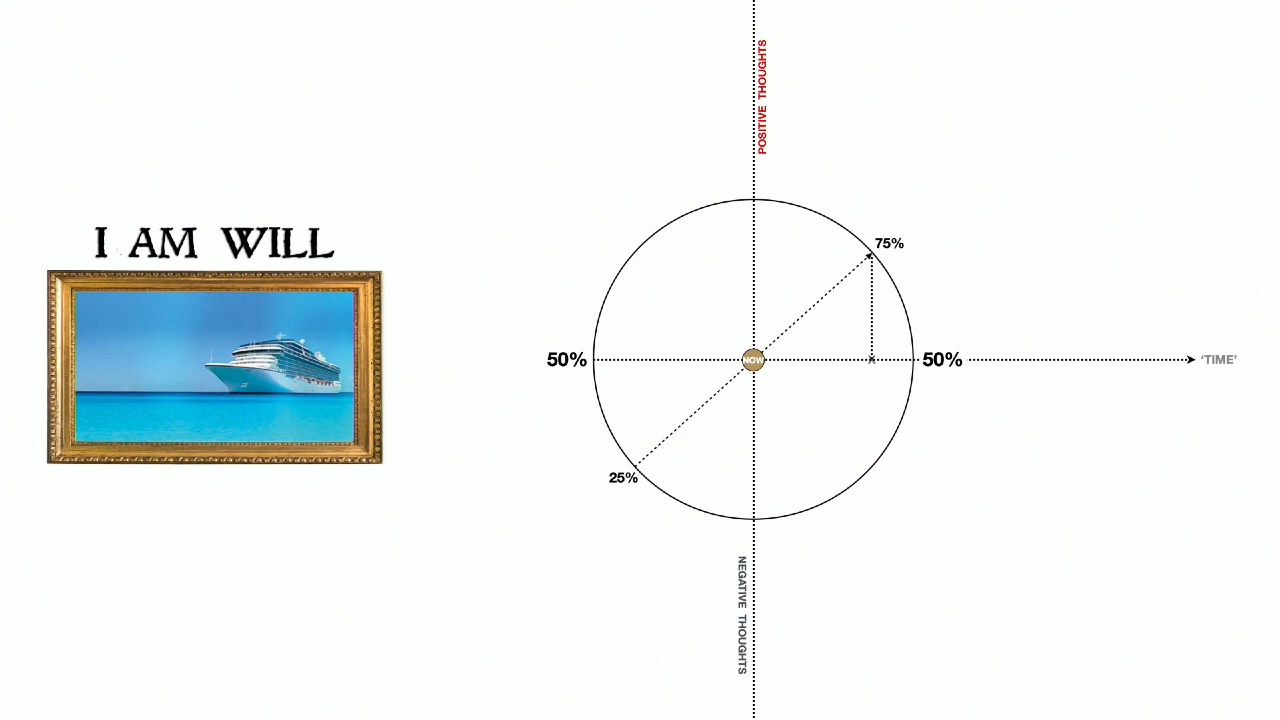 I AM WILL
POSITIVE THOUGHTS
75%
50%
NOW
50%
'TIME'
25%
NEGATIVE THOUGHTS